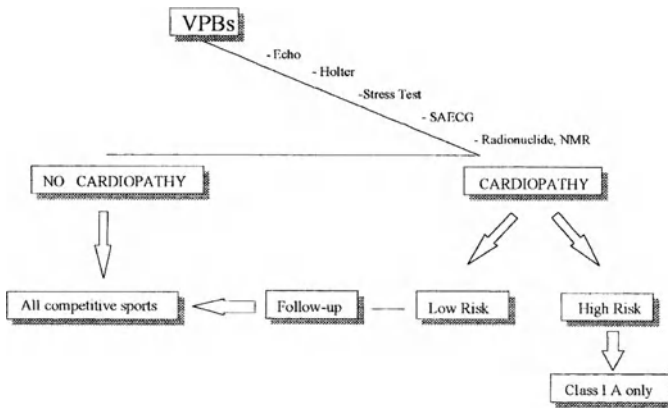 VPBs
- Echo
- Holter
-Stress Test
- SAECG
- Radionuclide, NMR
NO CARDIOPATHY
CARDIOPATHY
All competitive sports
Follow-up
Low Risk
High Risk
Class I A only